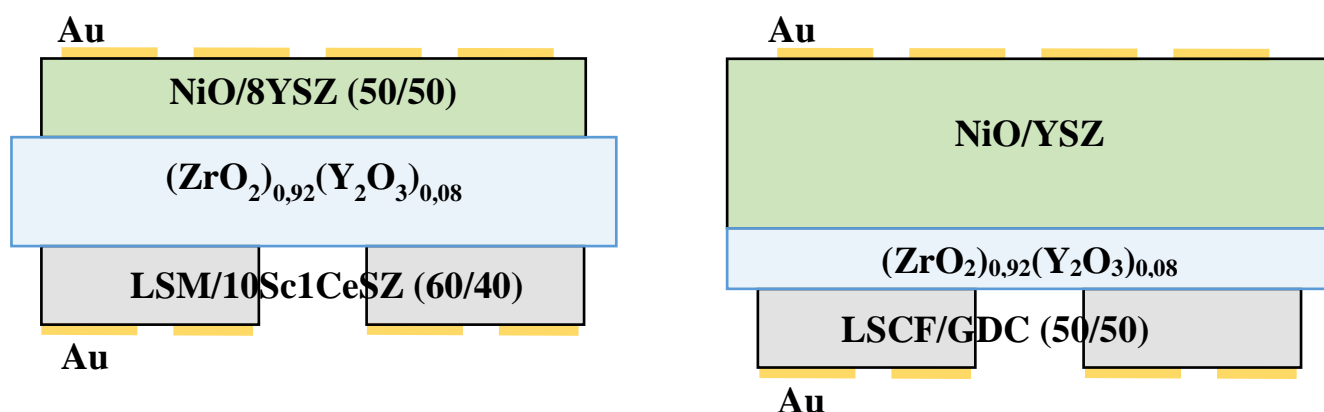 Au
NiO/8YSZ (50/50)
(ZrO₂)₀,₉₂(Y₂O₃)₀,₀₈
LSM/10Sc1CeSZ (60/40)
Au
Au
NiO/YSZ
(ZrO₂)₀,₉₂(Y₂O₃)₀,₀₈
LSCF/GDC (50/50)
Au